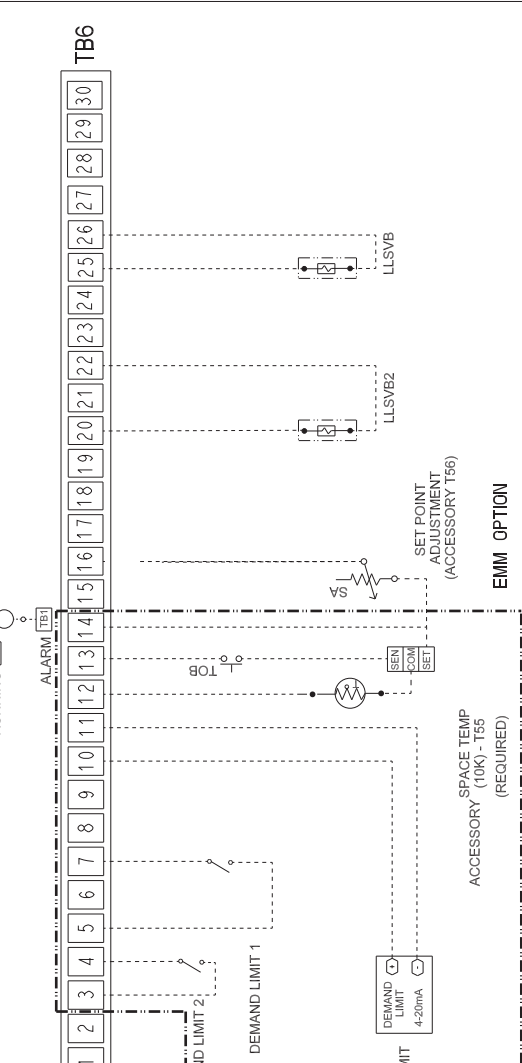 TB6
30
29
28
27
26
25
24
23
22
21
20
19
18
17
16
15
14
13
12
11
10
9
8
7
6
5
4
3
2
1
LLSVB
LLSVB2
SET POINT
ADJUSTMENT
(ACCESSORY T56)
SA
EMM OPTION
TB1
ALARM
TOB
SEN
COM
SET
SPACE TEMP
ACCESSORY (10K) - T55
(REQUIRED)
DEMAND LIMIT 1
ND LIMIT 2
DEMAND
LIMIT
4-20mA
+
-
MIT